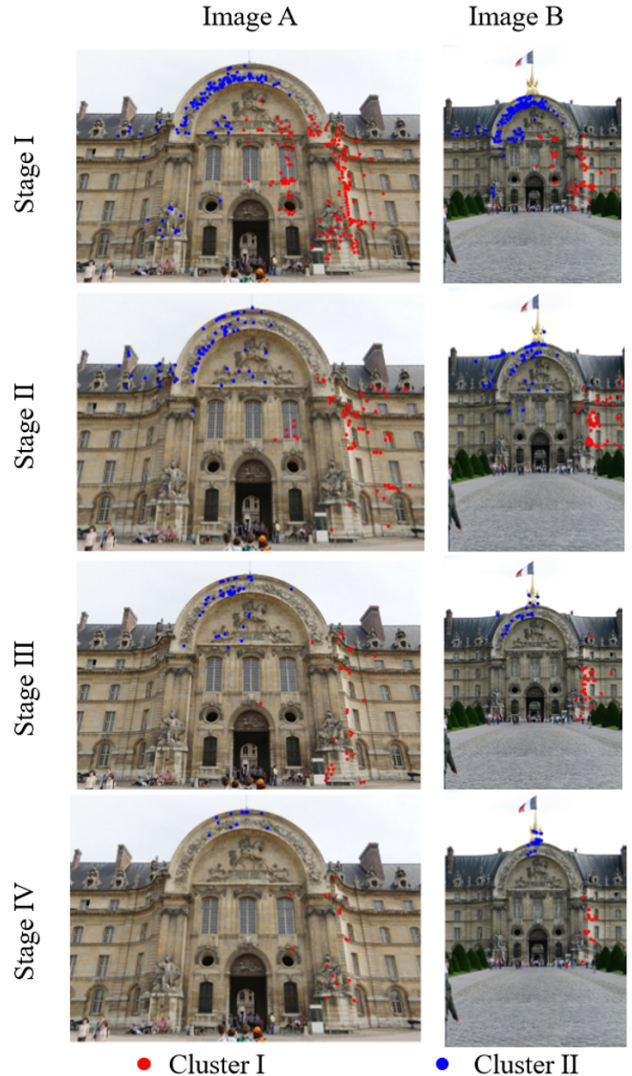 Image A
Image B
Stage I
Stage II
Stage III
Stage IV
Cluster I
Cluster II